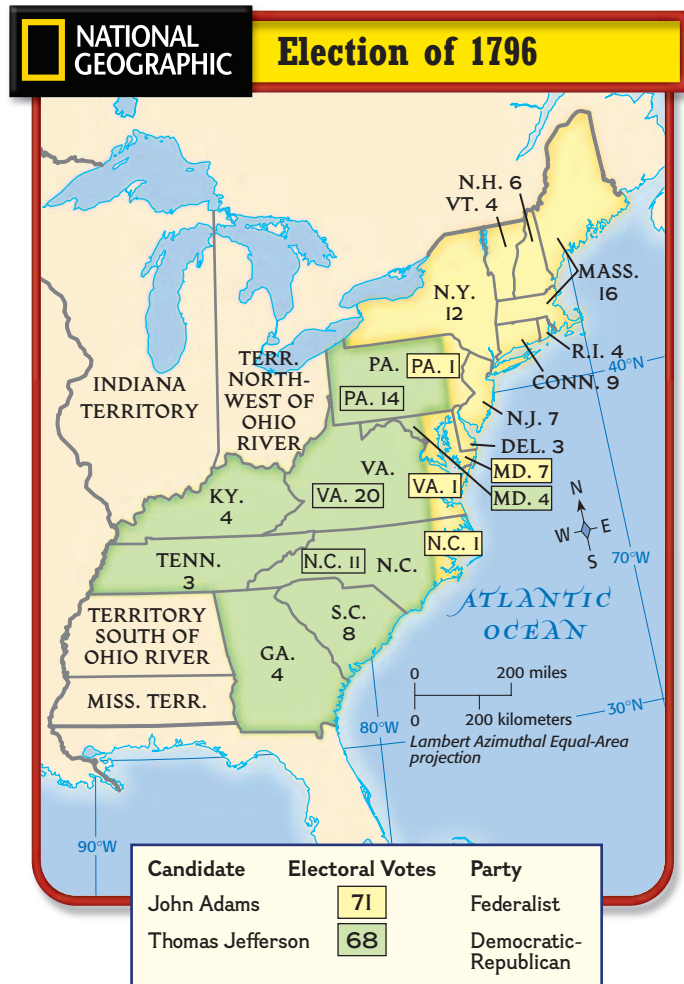 NATIONAL
GEOGRAPHIC
Election of 1796
N.H. 6
VT. 4
MASS.
16
N.Y.
12
R.I. 4
CONN. 9
40°N
PA.
PA. 1
PA. 14
N.J. 7
DEL. 3
MD. 7
MD. 4
TERR.
NORTH-
WEST OF
OHIO
RIVER
INDIANA
TERRITORY
VA.
VA. 20
VA. 1
KY.
4
N.C. 1
N.C. 11
N.C.
TENN.
3
N
W
E
S
70°W
S.C.
8
ATLANTIC
OCEAN
TERRITORY
SOUTH OF
OHIO RIVER
GA.
4
MISS. TERR.
0
200 miles
0
200 kilometers
Lambert Azimuthal Equal-Area
projection
30°N
80°W
90°W
Candidate Electoral Votes Party
John Adams 71 Federalist
Thomas Jefferson 68 Democratic-
Republican